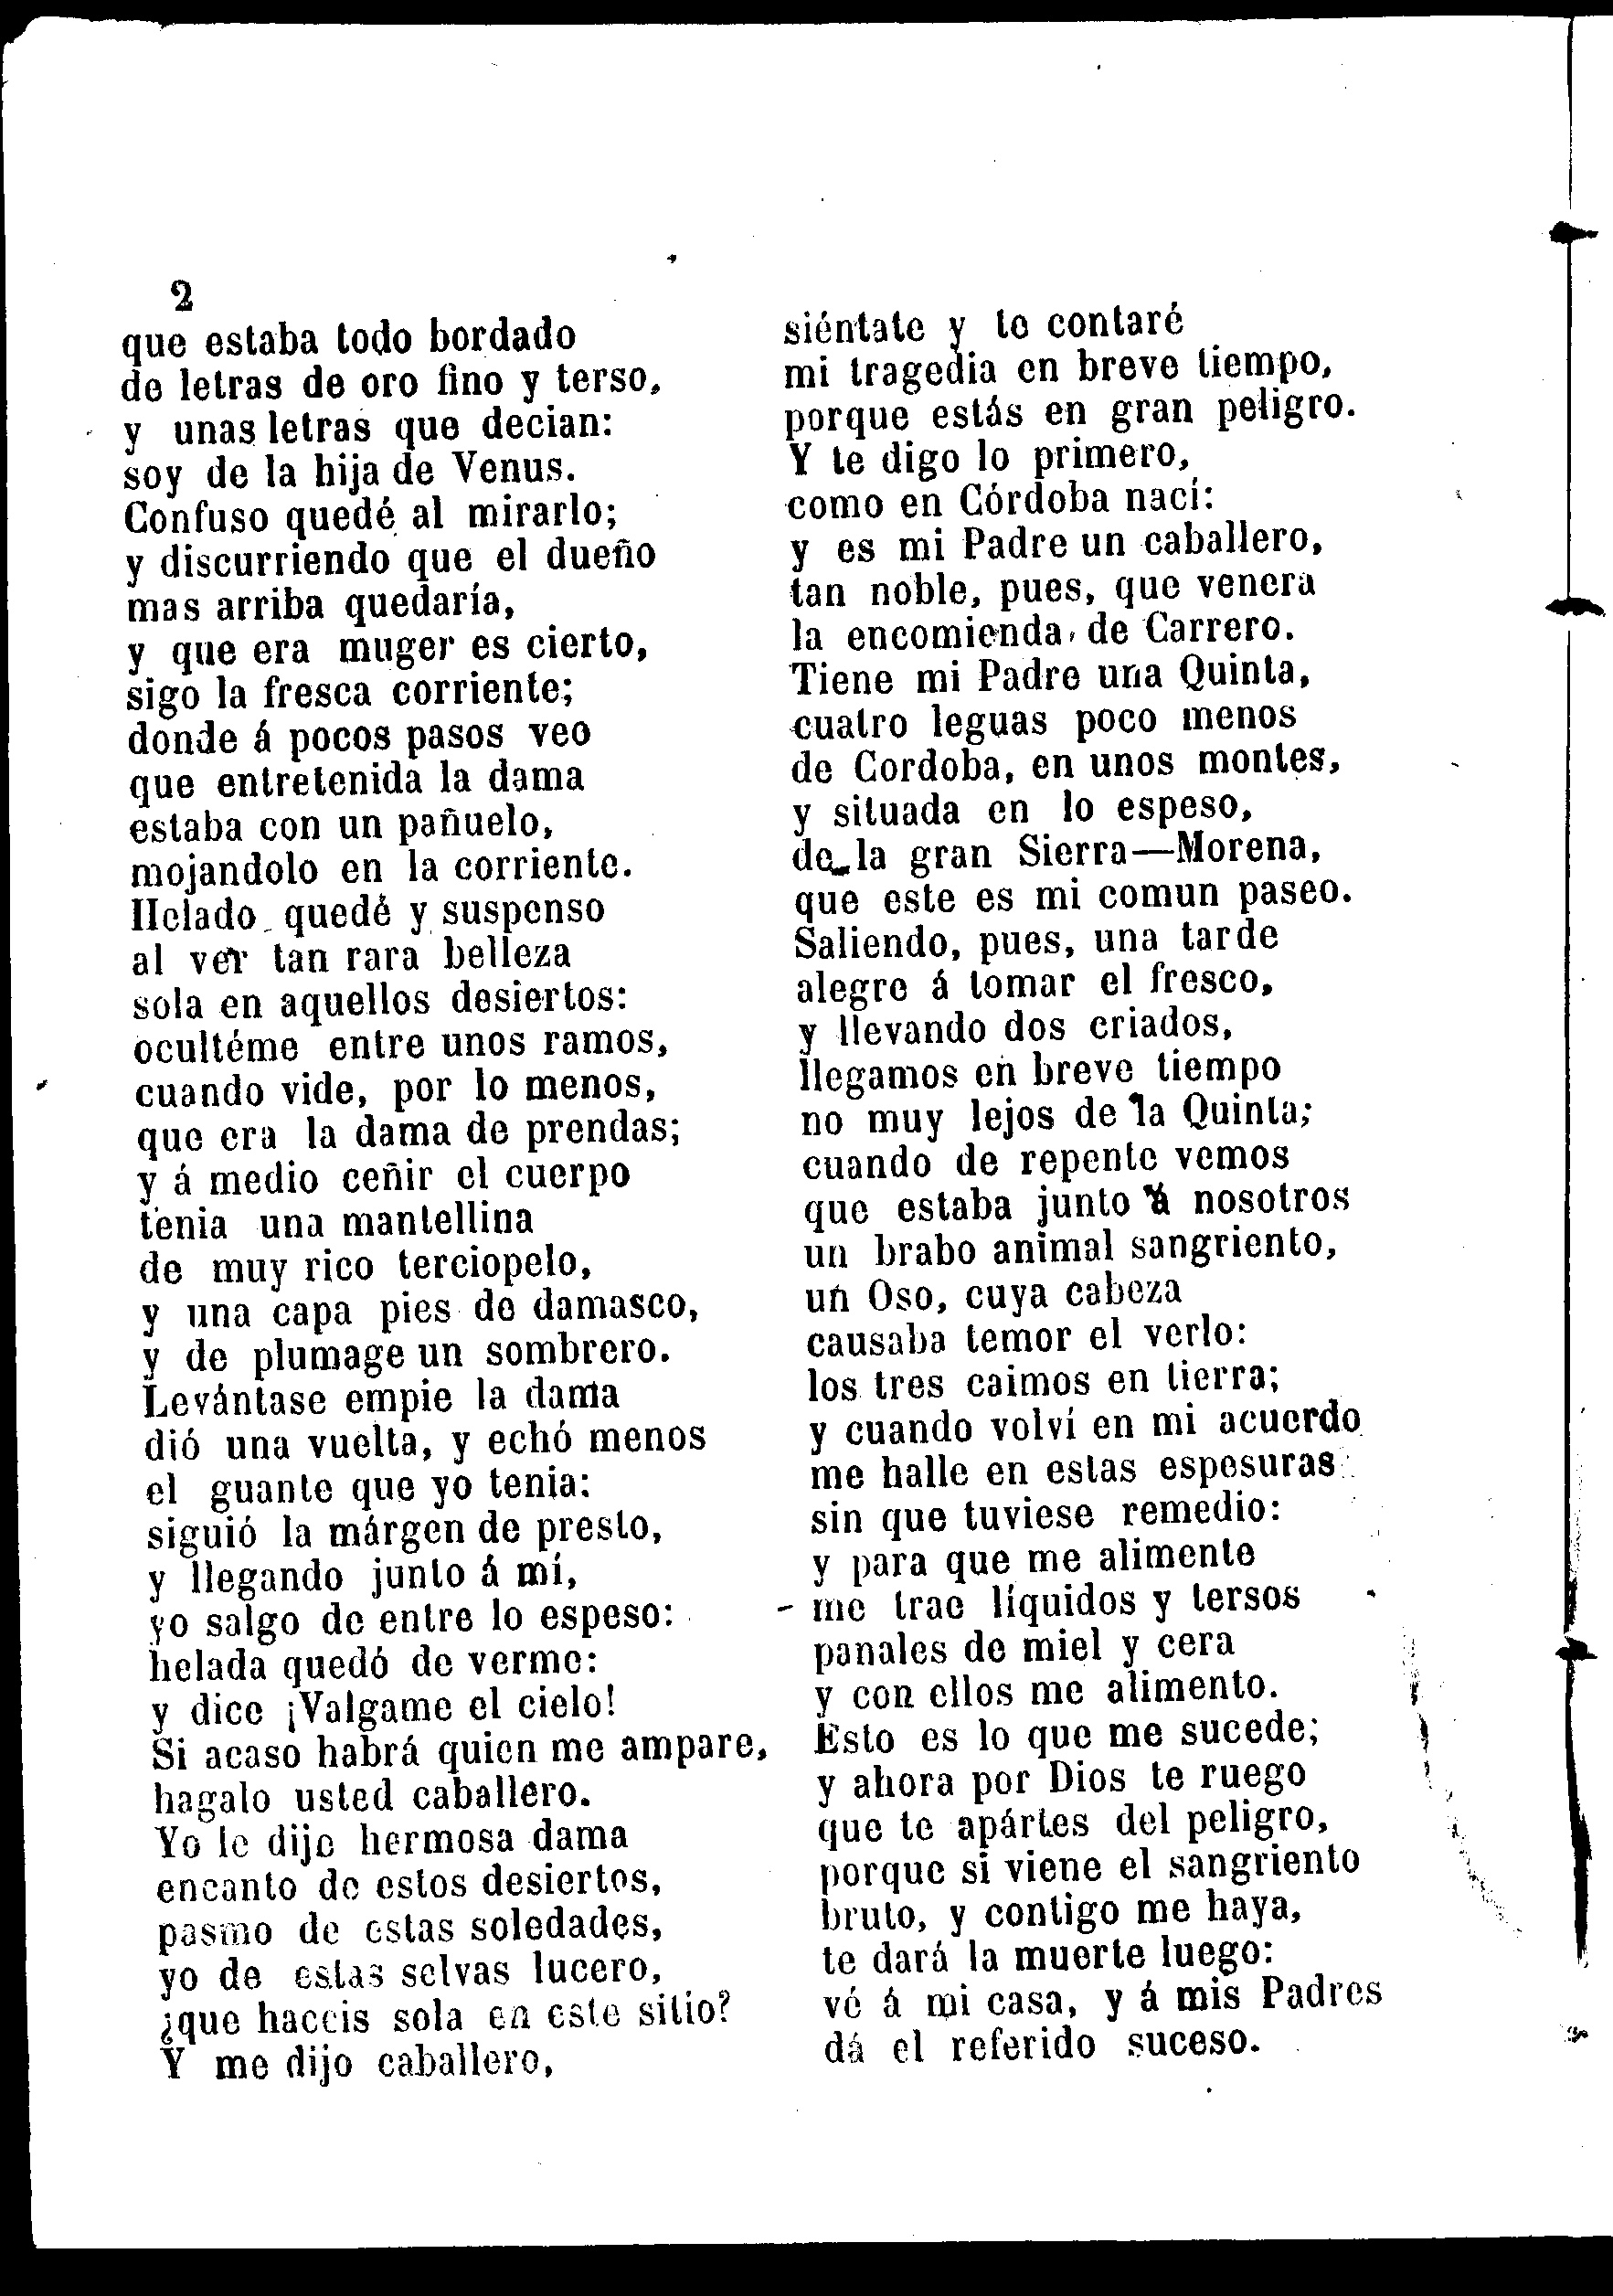 2
que estaba todo bordado
de letras de oro fino y terso,
y unas letras que decian:
soy de la hija de Venus.
Confuso quedé al mirarlo;
y discurriendo que el dueño
mas arriba quedaría,
y que era muger es cierto,
sigo la fresca corriente;
donde á pocos pasos veo
que entretenida la dama
estaba con un pañuelo,
mojandolo en la corriente.
Helado quedé y suspenso
al ver tan rara belleza
sola en aquellos desiertos:
ocultéme entre unos ramos,
cuando vide, por lo menos,
que era la dama de prendas;
y á medio ceñir el cuerpo
tenia una mantellina
de muy rico terciopelo,
y una capa pies de damasco,
y de plumage un sombrero.
Levántase empie la dama
dió una vuelta, y echó menos
el guante que yo tenia:
siguió la márgen de presto,
y llegando junto á mí,
yo salgo de entre lo espeso:
helada quedó de verme:
y dice ¡Valgame el cielo!
Si acaso habrá quien me ampare,
hagalo usted caballero.
Yo le dije hermosa dama
encanto de estos desiertos,
pasmo de estas soledades,
yo de estas selvas lucero,
¿que haceis sola en este sitio?
Y me dijo caballero,
siéntate y te contaré
mi tragedia en breve tiempo,
porque estás en gran peligro.
Y te digo lo primero,
como en Córdoba nací:
y es mi Padre un caballero,
tan noble, pues, que venera
la encomienda de Carrero.
Tiene mi Padre una Quinta,
cuatro leguas poco menos
de Cordoba, en unos montes,
y situada en lo espeso,
de la gran Sierra—Morena,
que este es mi comun paseo.
Saliendo, pues, una tarde
alegre á tomar el fresco,
y llevando dos criados,
llegamos en breve tiempo
no muy lejos de la Quinta;
cuando de repente vemos
que estaba junto á nosotros
un brabo animal sangriento,
un Oso, cuya cabeza
causaba temor el verlo:
los tres caimos en tierra;
y cuando volví en mi acuerdo
me halle en estas espesuras
sin que tuviese remedio:
y para que me alimente
me trae líquidos y tersos
panales de miel y cera
y con ellos me alimento.
Esto es lo que me sucede;
y ahora por Dios te ruego
que te apártes del peligro,
porque si viene el sangriento
bruto, y contigo me haya,
te dará la muerte luego:
vé á mi casa, y á mis Padres
dá el referido suceso.